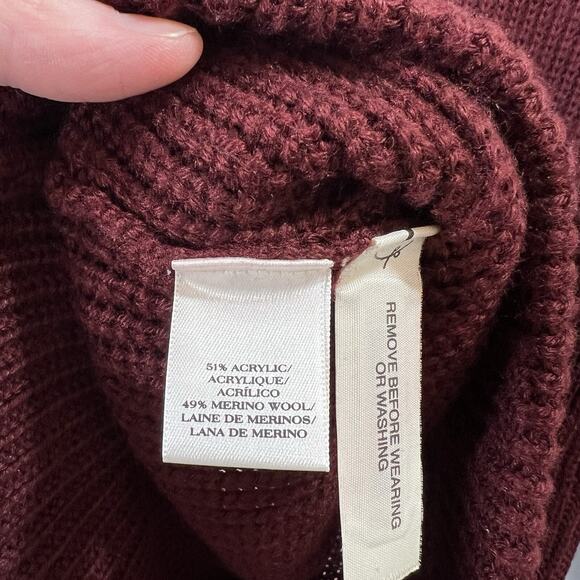 51% ACRYLIC/
ACRYLIQUE/
ACRÍLICO
49% MERINO WOOL/
LAINE DE MERINOS/
LANA DE MERINO
REMOVE BEFORE WEARING
OR WASHING